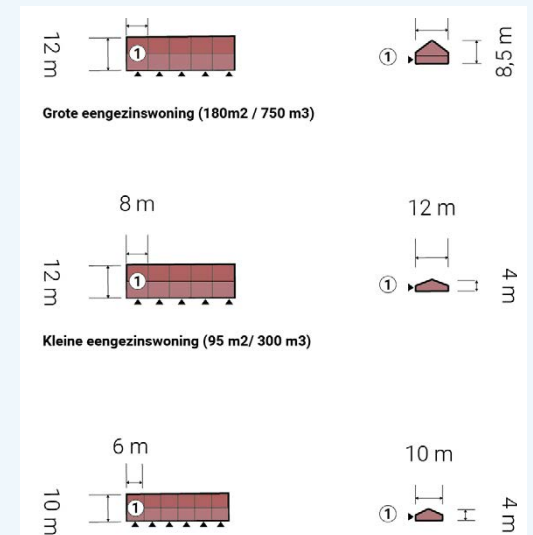 12 m
1
1
8.5 m
Grote eengezinswoning (180m2 / 750 m3)
8 m
12 m
12 m
1
1
4 m
Kleine eengezinswoning (95 m2/ 300 m3)
6 m
10 m
10 m
1
1
4 m